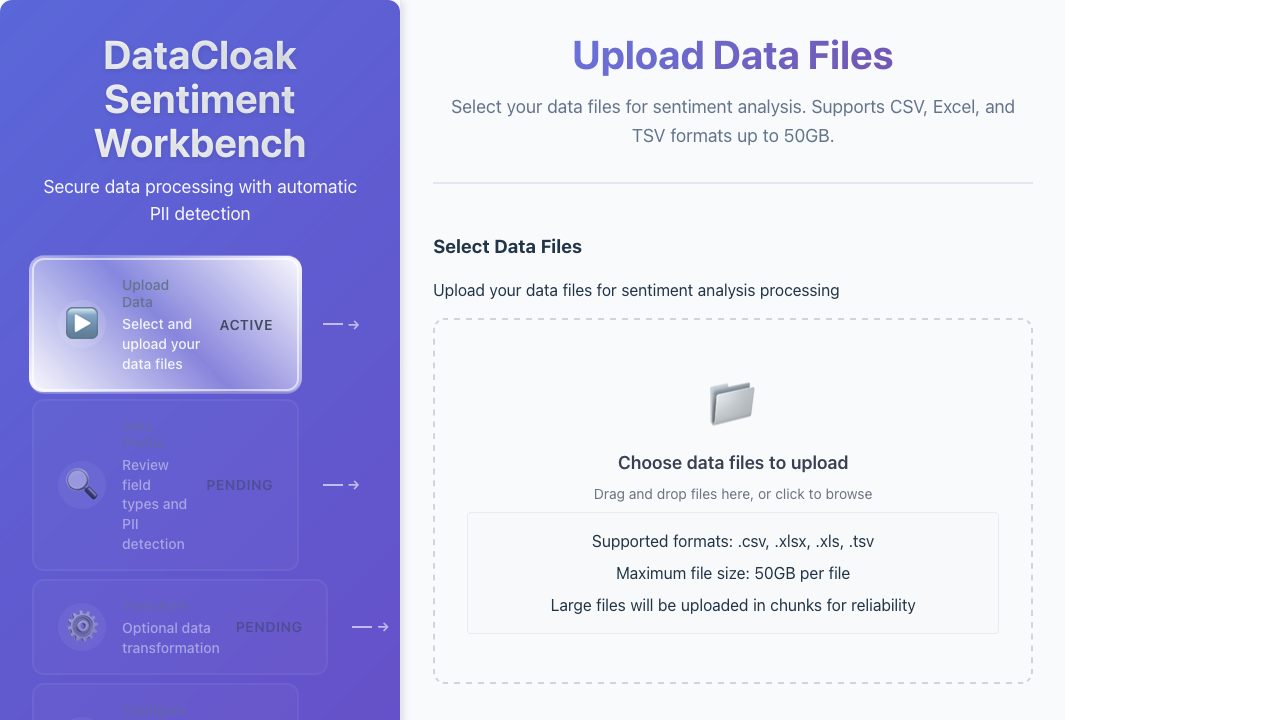 DataCloak
Sentiment
Workbench
Secure data processing with automatic
PII detection
Upload
Data
Select and
upload your
data files
ACTIVE
Data
Profile
Review
field
types and
PII
detection
PENDING
Optional data
transformation
PENDING
Upload Data Files
Select your data files for sentiment analysis. Supports CSV, Excel, and
TSV formats up to 50GB.
Select Data Files
Upload your data files for sentiment analysis processing
Choose data files to upload
Drag and drop files here, or click to browse
Supported formats: .csv, .xlsx, .xls, .tsv
Maximum file size: 50GB per file
Large files will be uploaded in chunks for reliability